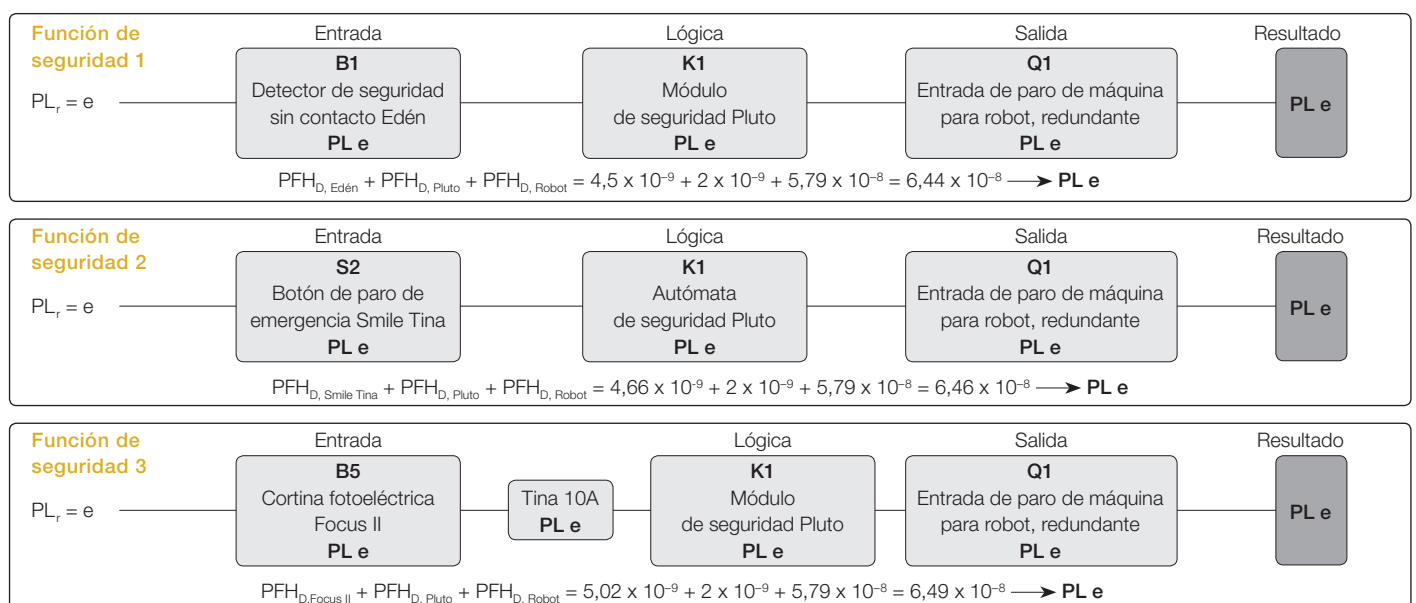 Función de
seguridad 1
PLr = e
Entrada
B1
Detector de seguridad
sin contacto Edén
PL e
Lógica
K1
Módulo
de seguridad Pluto
PL e
Salida
Q1
Entrada de paro de máquina
para robot, redundante
PL e
Resultado
PL e
PFHD, Edén + PFHD, Pluto + PFHD, Robot = 4,5 x 10⁻⁹ + 2 x 10⁻⁹ + 5,79 x 10⁻⁸ = 6,44 x 10⁻⁸ → PL e
Función de
seguridad 2
PLr = e
Entrada
S2
Botón de paro de
emergencia Smile Tina
PL e
Lógica
K1
Autómata
de seguridad Pluto
PL e
Salida
Q1
Entrada de paro de máquina
para robot, redundante
PL e
Resultado
PL e
PFHD, Smile Tina + PFHD, Pluto + PFHD, Robot = 4,66 x 10⁻⁹ + 2 x 10⁻⁹ + 5,79 x 10⁻⁸ = 6,46 x 10⁻⁸ → PL e
Función de
seguridad 3
PLr = e
Entrada
B5
Cortina fotoeléctrica
Focus II
PL e
Tina 10A
PL e
Lógica
K1
Módulo
de seguridad Pluto
PL e
Salida
Q1
Entrada de paro de máquina
para robot, redundante
PL e
Resultado
PL e
PFHD,Focus II + PFHD, Pluto + PFHD, Robot = 5,02 x 10⁻⁹ + 2 x 10⁻⁹ + 5,79 x 10⁻⁸ = 6,49 x 10⁻⁸ → PL e